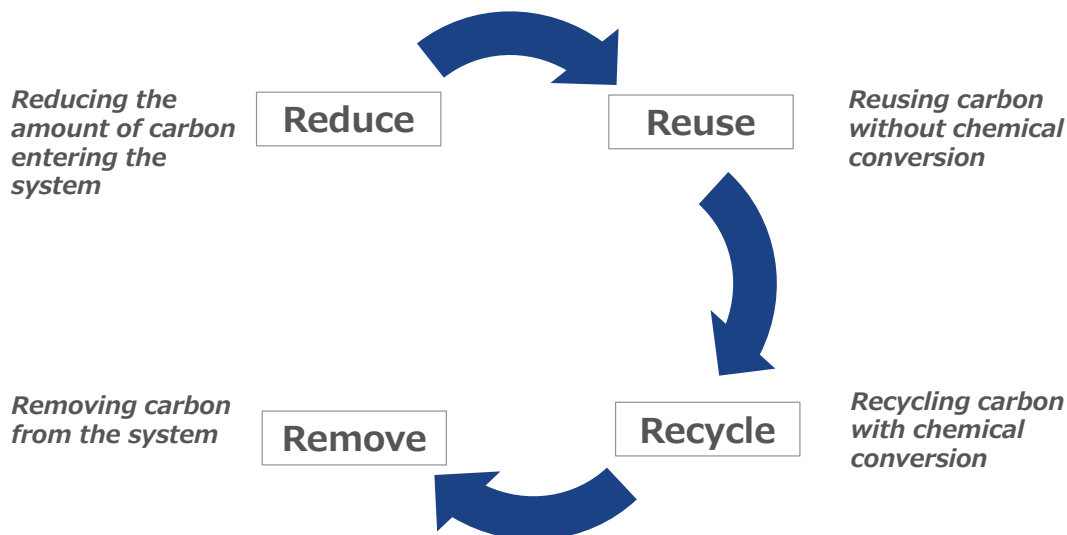 Reducing the
amount of carbon
entering the
system
Reduce
Reuse
Reusing carbon
without chemical
conversion
Removing carbon
from the system
Remove
Recycle
Recycling carbon
with chemical
conversion